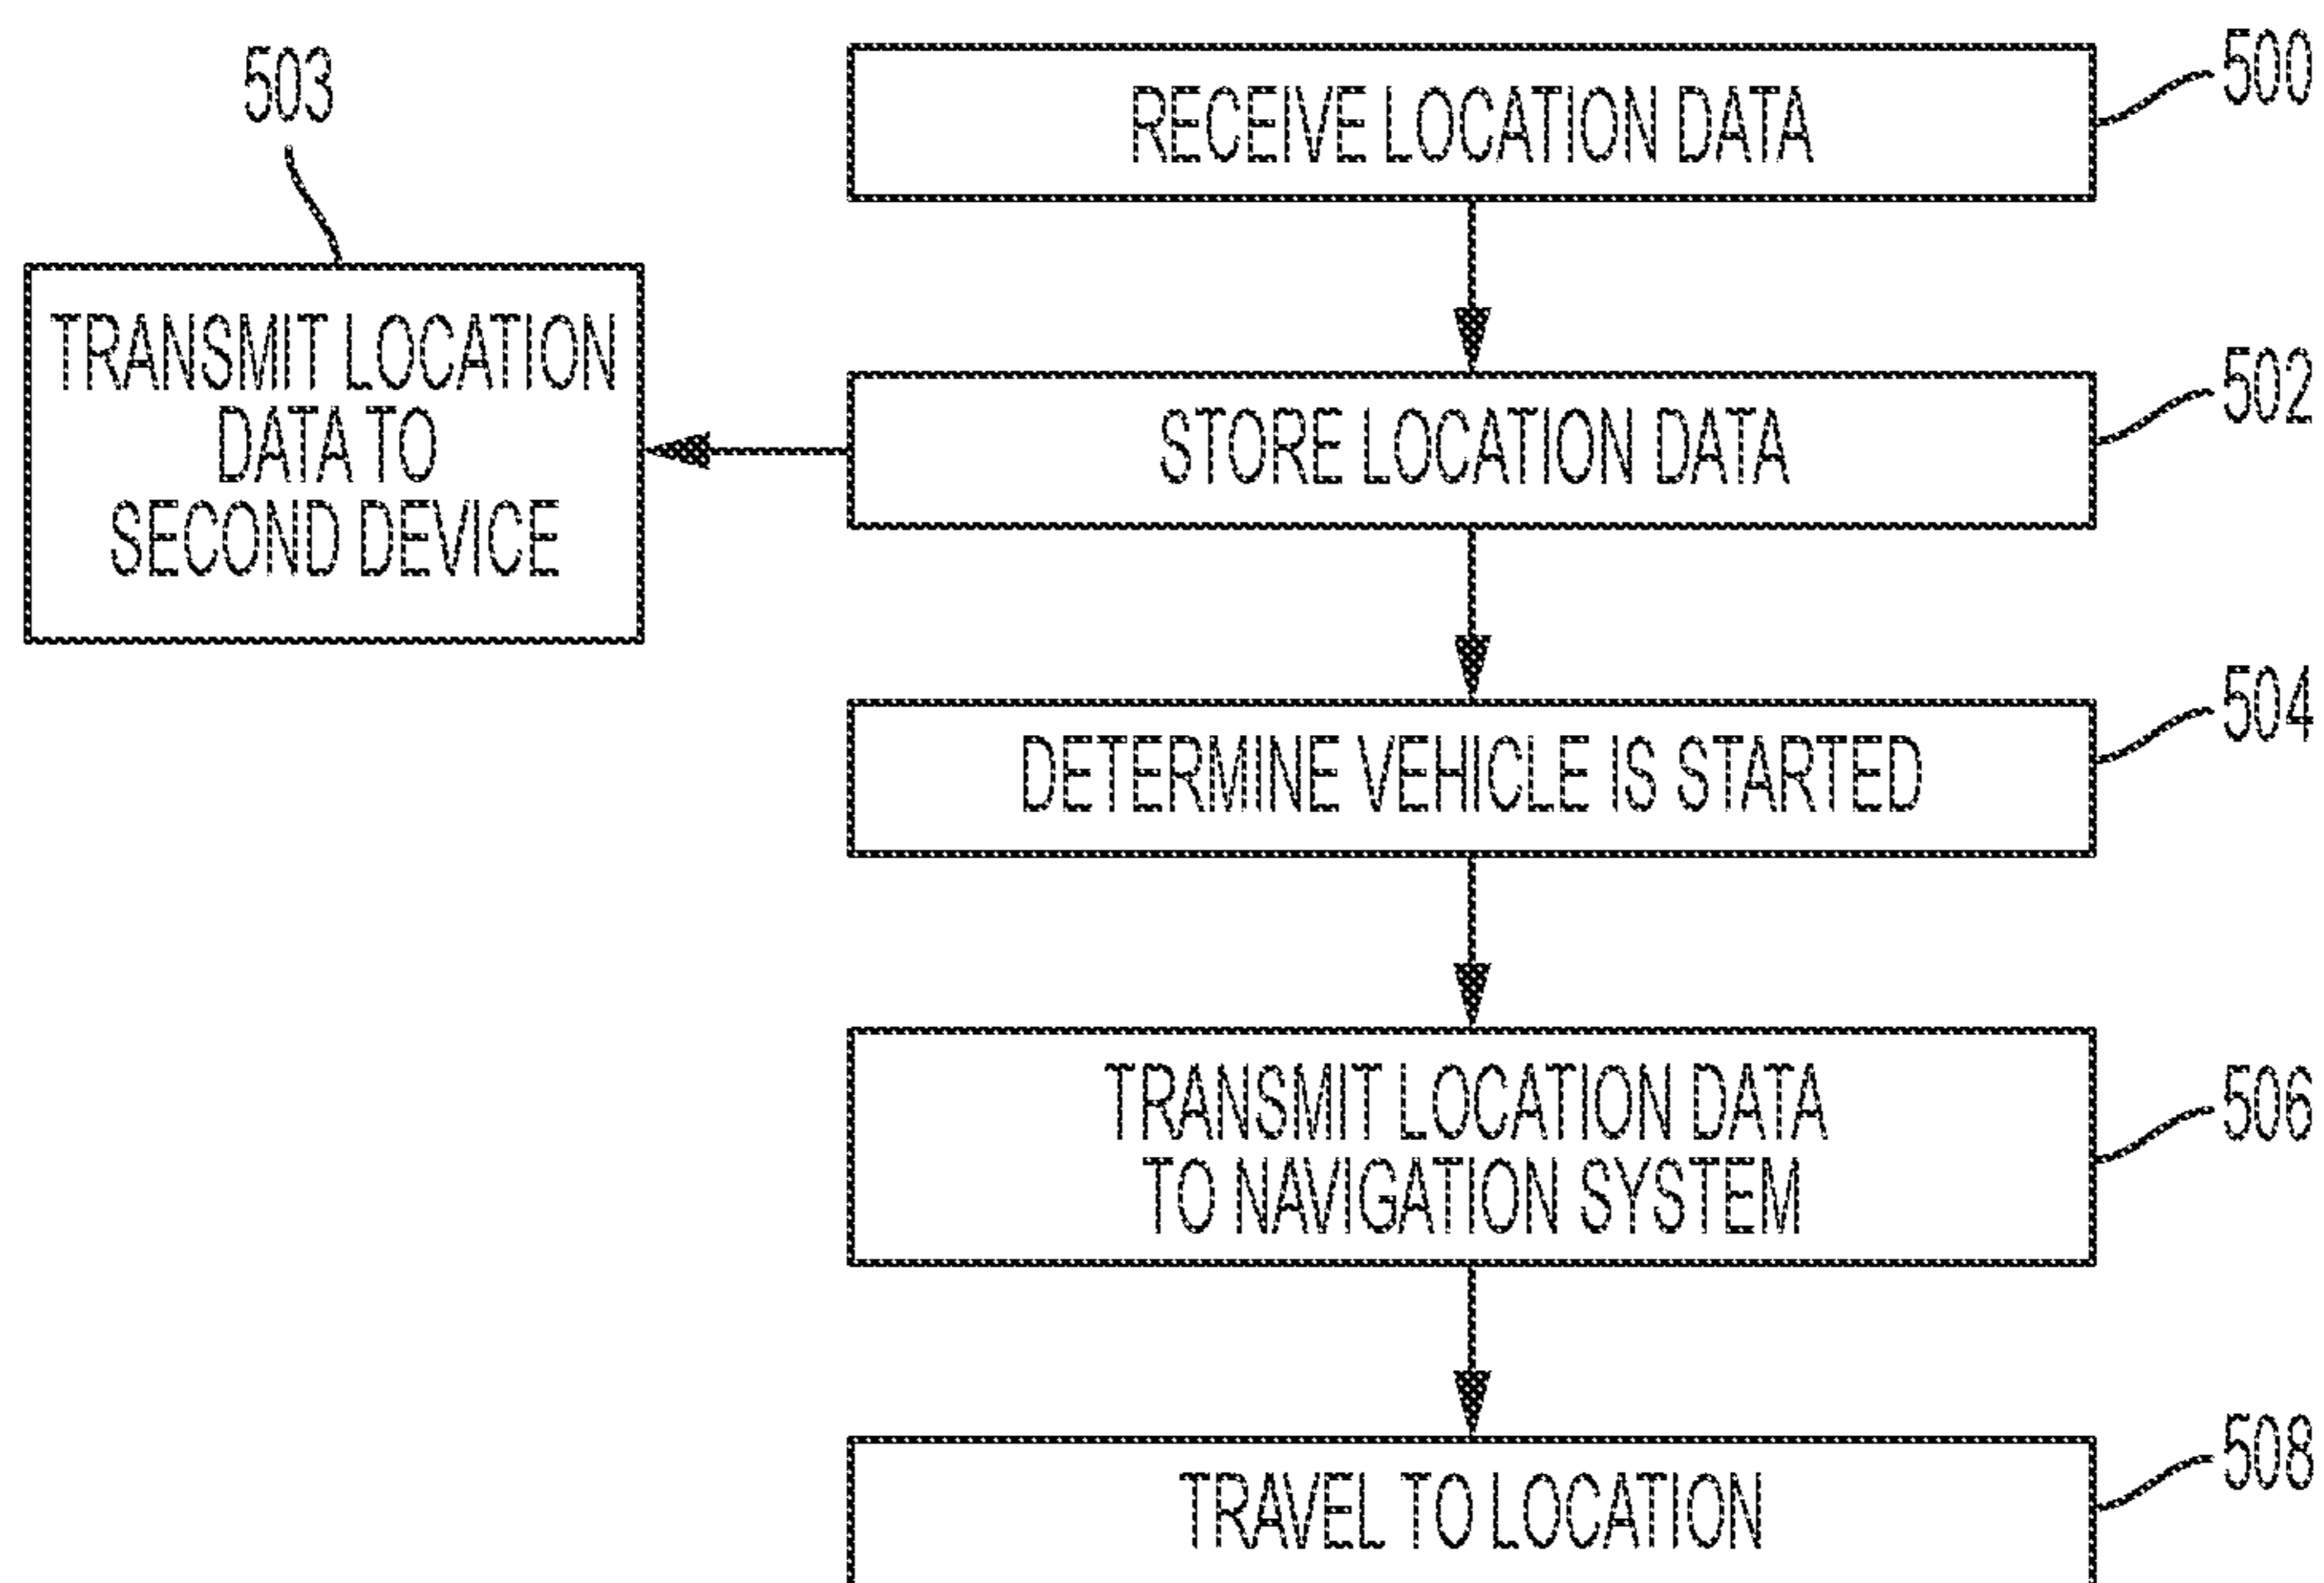 503
500
RECEIVE LOCATION DATA
TRANSMIT LOCATION
DATA TO
SECOND DEVICE
502
STORE LOCATION DATA
504
DETERMINE VEHICLE IS STARTED
506
TRANSMIT LOCATION DATA
TO NAVIGATION SYSTEM
508
TRAVEL TO LOCATION